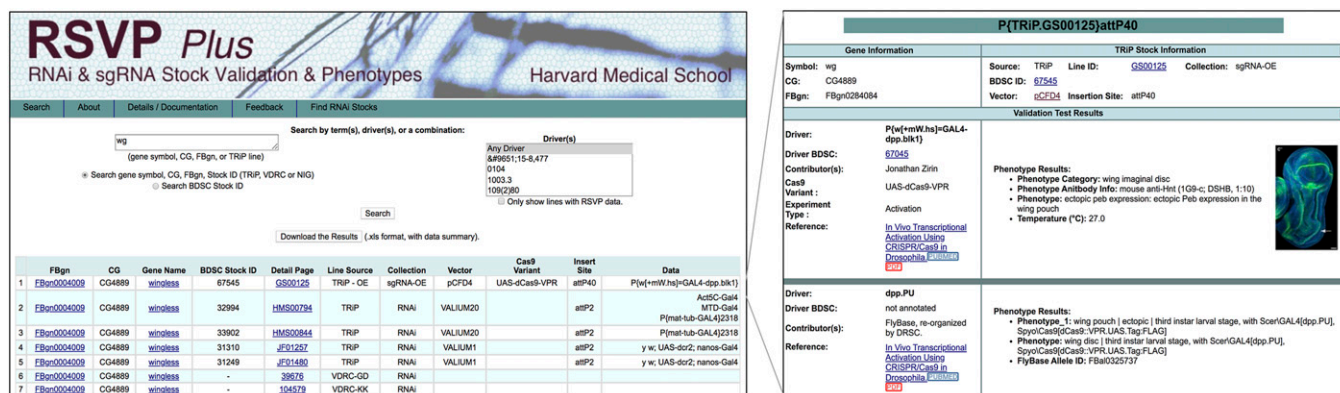 RSVP Plus
RNAi & sgRNA Stock Validation & Phenotypes
Harvard Medical School
Search About Details / Documentation Feedback Find RNAi Stocks
Search by term(s), driver(s), or a combination:
wg
(gene symbol, CG, FBgn, or TRiP line)
Search gene symbol, CG, FBgn, Stock ID (TRiP, VDRC or NIG)
Search BDSC Stock ID
Driver(s)
Any Driver
&#9651;15-8,477
0104
1003.3
109(2)80
Only show lines with RSVP data.
Search
Download the Results (.xls format, with data summary).
FBgn CG Gene Name BDSC Stock ID Detail Page Line Source Collection Vector Cas9 Variant Insert Site Data
1 FBgn0004009 CG4889 wingless 67545 GS00125 TRiP - OE sgRNA-OE pCFD4 UAS-dCas9-VPR attP40 P{w[+mW.hs]=GAL4-dpp.blk1}
2 FBgn0004009 CG4889 wingless 32994 HMS00794 TRiP RNAi VALIUM20 attP2 Act5C-Gal4
MTD-Gal4
P{mat-tub-GAL4}2318
3 FBgn0004009 CG4889 wingless 33902 HMS00844 TRiP RNAi VALIUM20 attP2 P{mat-tub-GAL4}2318
4 FBgn0004009 CG4889 wingless 31310 JF01257 TRiP RNAi VALIUM1 attP2 y w; UAS-dcr2; nanos-Gal4
5 FBgn0004009 CG4889 wingless 31249 JF01480 TRiP RNAi VALIUM1 attP2 y w; UAS-dcr2; nanos-Gal4
6 FBgn0004009 CG4889 wingless - 39676 VDRC-GD RNAi
7 FBgn0004009 CG4889 wingless - 104579 VDRC-KK RNAi
P{TRiP.GS00125}attP40
Gene Information
Symbol: wg
CG: CG4889
FBgn: FBgn0284084
TRiP Stock Information
Source: TRiP Line ID: GS00125 Collection: sgRNA-OE
BDSC ID: 67545
Vector: pCFD4 Insertion Site: attP40
Validation Test Results
Driver: P{w[+mW.hs]=GAL4-
dpp.blk1}
Driver BDSC: 67045
Contributor(s): Jonathan Zirin
Cas9
Variant : UAS-dCas9-VPR
Experiment
Type : Activation
Reference: In Vivo Transcriptional
Activation Using
CRISPR/Cas9 in
Drosophila PUBMED
PDF
Phenotype Results:
• Phenotype Category: wing imaginal disc
• Phenotype Anitbody Info: mouse anti-Hnt (1G9-c; DSHB, 1:10)
• Phenotype: ectopic peb expression: ectopic Peb expression in the
wing pouch
• Temperature (°C): 27.0
Driver: dpp.PU
Driver BDSC: not annotated
Contributor(s): FlyBase, re-organized
by DRSC.
Reference: In Vivo Transcriptional
Activation Using
CRISPR/Cas9 in
Drosophila PUBMED
PDF
Phenotype Results:
• Phenotype_1: wing pouch | ectopic | third instar larval stage, with Scer\GAL4[dpp.PU],
Spyo\Cas9[dCas9::VPR.UAS.Tag:FLAG]
• Phenotype: wing disc | third instar larval stage, with Scer\GAL4[dpp.PU],
Spyo\Cas9[dCas9::VPR.UAS.Tag:FLAG]
• FlyBase Allele ID: FBal0325737